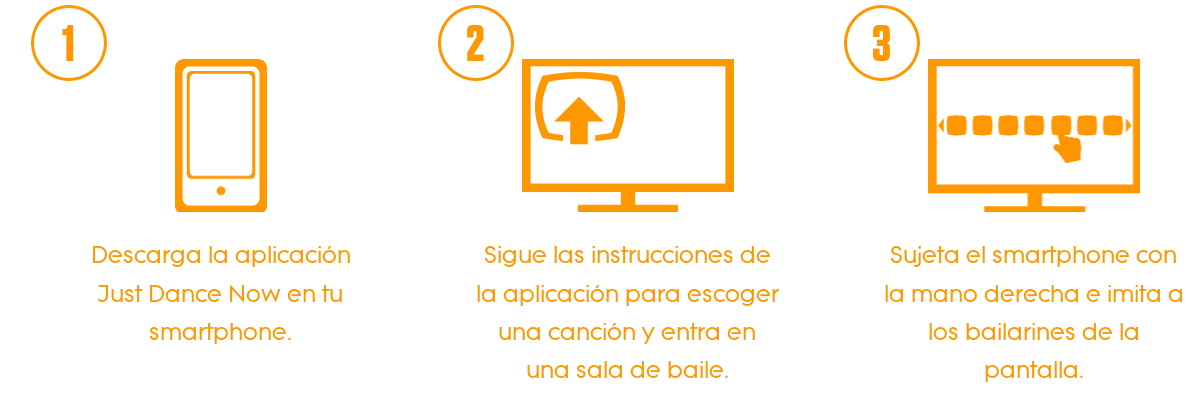 1
Descarga la aplicación
Just Dance Now en tu
smartphone.
2
Sigue las instrucciones de
la aplicación para escoger
una canción y entra en
una sala de baile.
3
Sujeta el smartphone con
la mano derecha e imita a
los bailarines de la
pantalla.